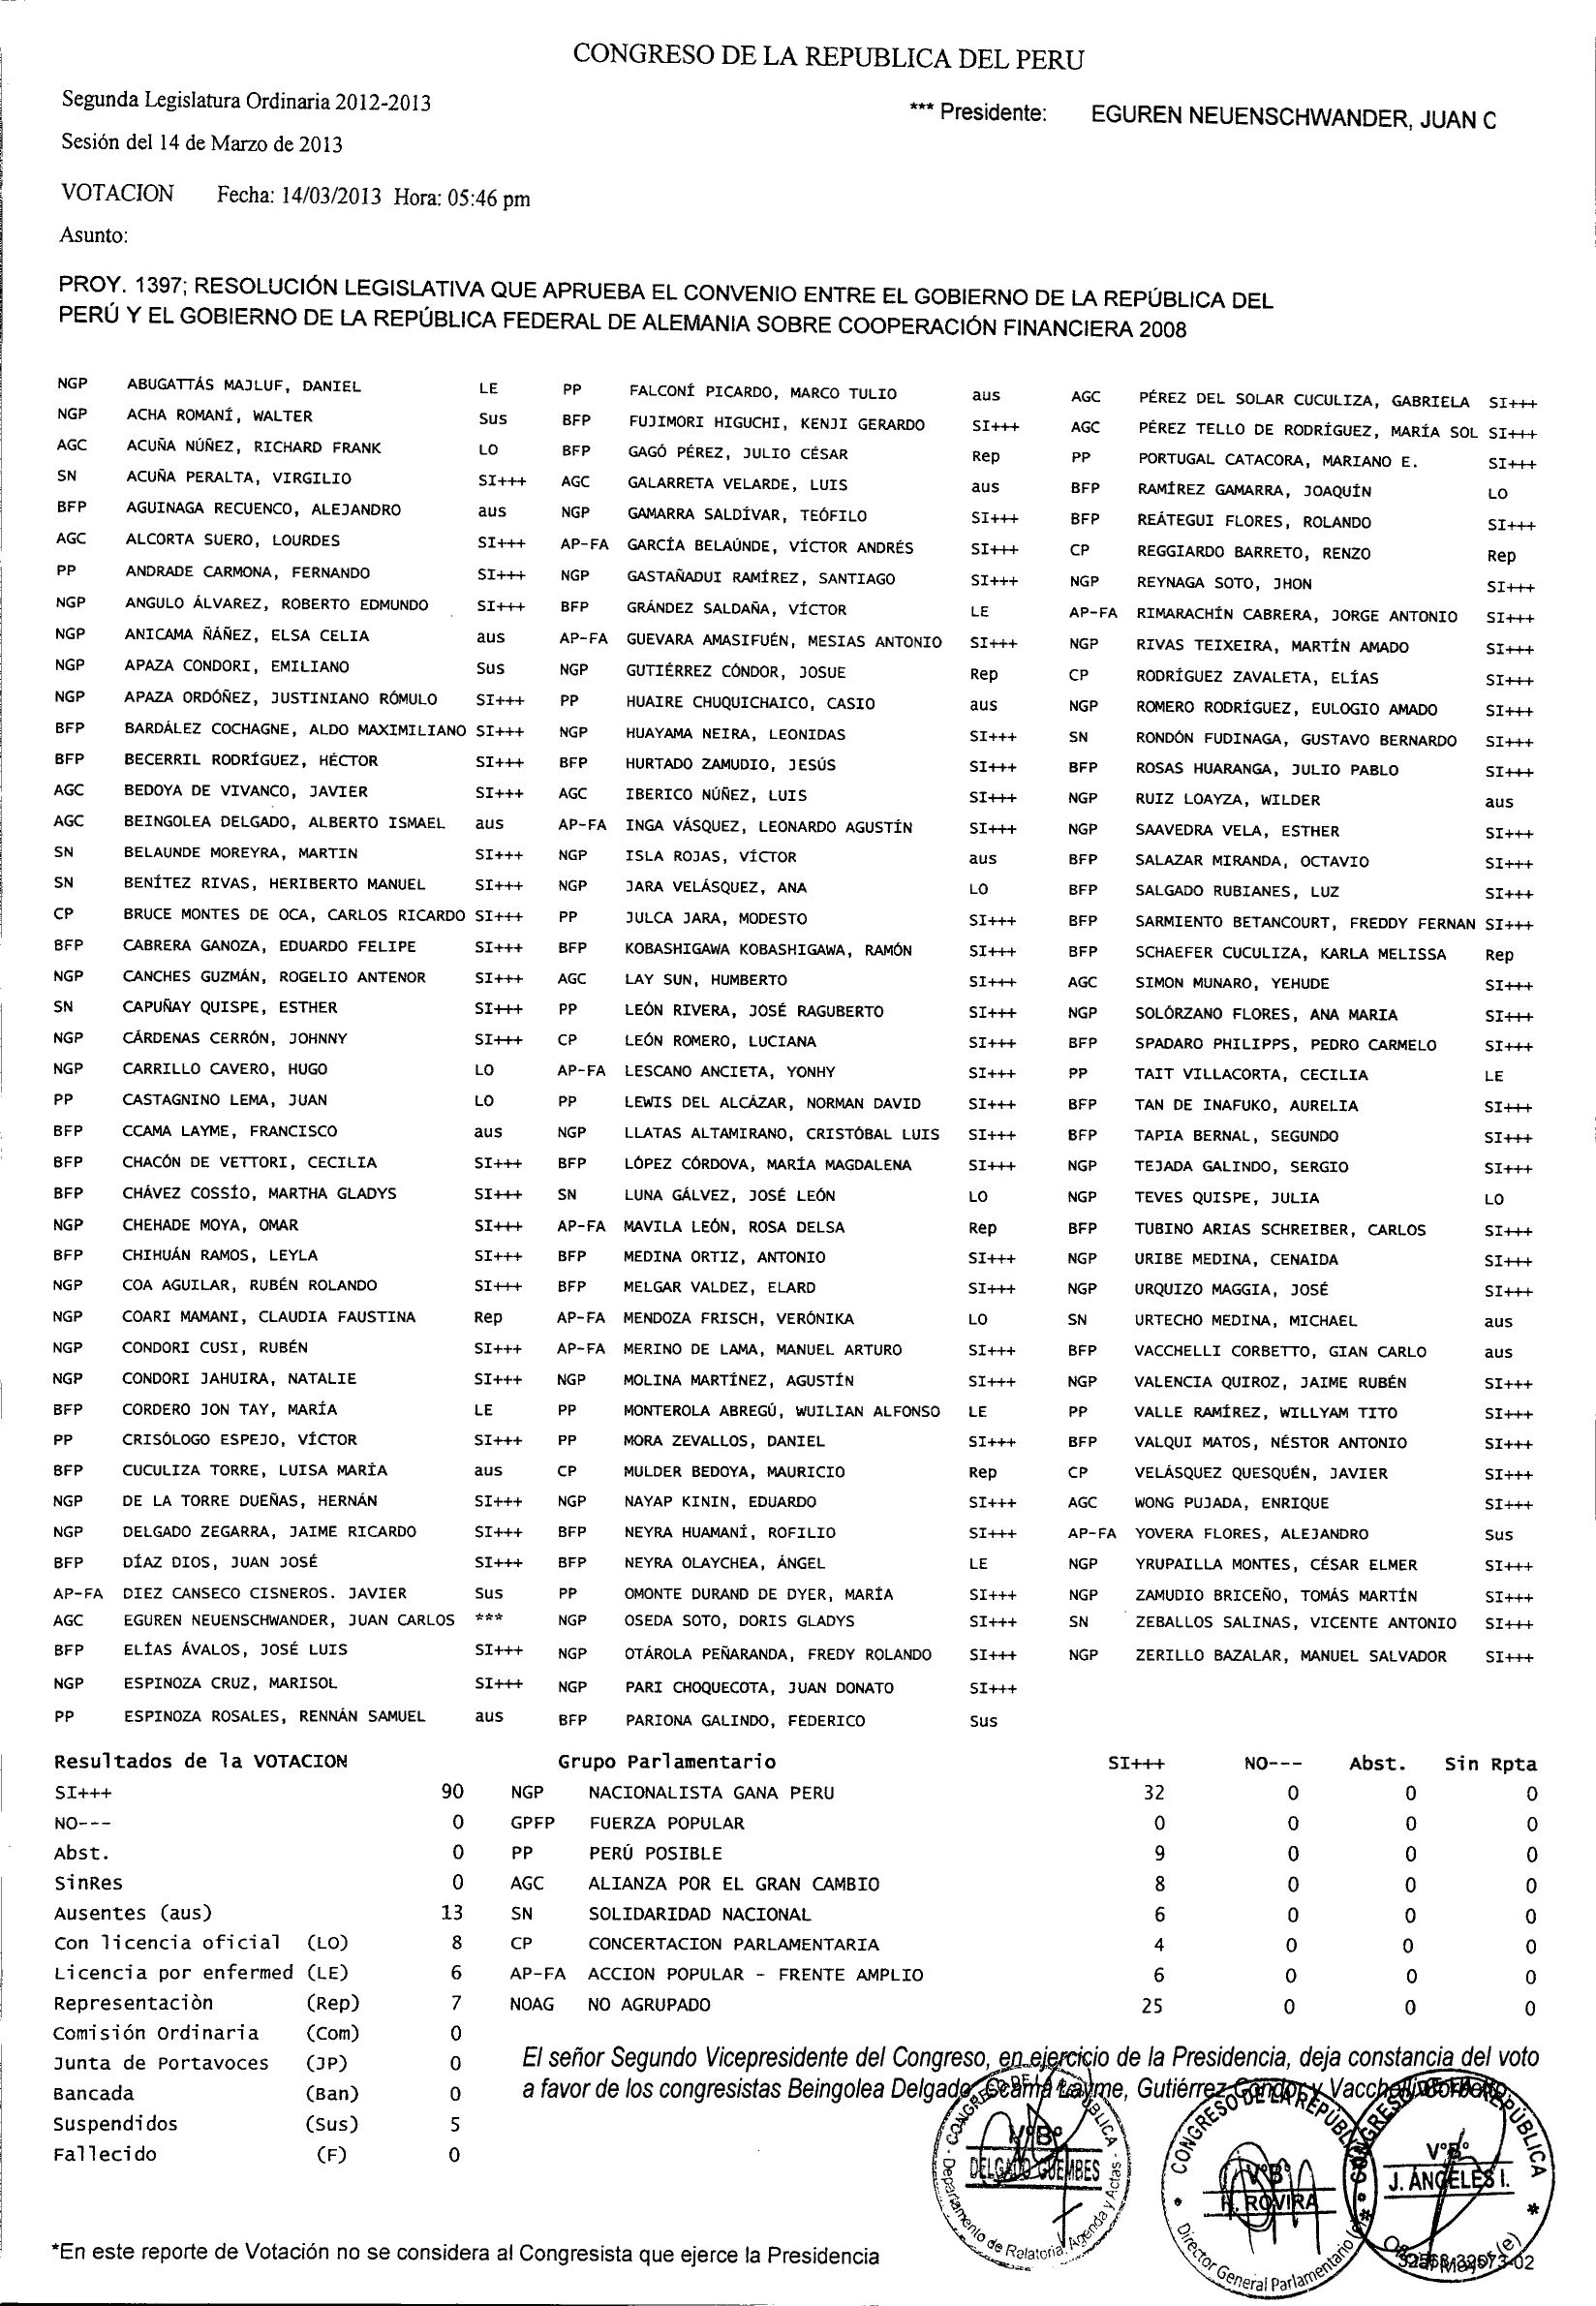 CONGRESO DE LA REPUBLICA DEL PERU
Segunda Legislatura Ordinaria 2012-2013
*** Presidente: EGUREN NEUENSCHWANDER, JUAN C
Sesión del 14 de Marzo de 2013
VOTACION Fecha: 14/03/2013 Hora: 05:46 pm
Asunto:
PROY. 1397; RESOLUCIÓN LEGISLATIVA QUE APRUEBA EL CONVENIO ENTRE EL GOBIERNO DE LA REPÚBLICA DEL
PERÚ Y EL GOBIERNO DE LA REPÚBLICA FEDERAL DE ALEMANIA SOBRE COOPERACIÓN FINANCIERA 2008
NGP ABUGATTÁS MAJLUF, DANIEL LE
NGP ACHA ROMANÍ, WALTER Sus
AGC ACUÑA NÚÑEZ, RICHARD FRANK LO
SN ACUÑA PERALTA, VIRGILIO SI+++
BFP AGUINAGA RECUENCO, ALEJANDRO aus
AGC ALCORTA SUERO, LOURDES SI+++
PP ANDRADE CARMONA, FERNANDO SI+++
NGP ANGULO ÁLVAREZ, ROBERTO EDMUNDO SI+++
NGP ANICAMA ÑÁÑEZ, ELSA CELIA aus
NGP APAZA CONDORI, EMILIANO Sus
NGP APAZA ORDÓÑEZ, JUSTINIANO RÓMULO SI+++
BFP BARDÁLEZ COCHAGNE, ALDO MAXIMILIANO SI+++
BFP BECERRIL RODRÍGUEZ, HÉCTOR SI+++
AGC BEDOYA DE VIVANCO, JAVIER SI+++
AGC BEINGOLEA DELGADO, ALBERTO ISMAEL aus
SN BELAUNDE MOREYRA, MARTIN SI+++
SN BENÍTEZ RIVAS, HERIBERTO MANUEL SI+++
CP BRUCE MONTES DE OCA, CARLOS RICARDO SI+++
BFP CABRERA GANOZA, EDUARDO FELIPE SI+++
NGP CANCHES GUZMÁN, ROGELIO ANTENOR SI+++
SN CAPUÑAY QUISPE, ESTHER SI+++
NGP CÁRDENAS CERRÓN, JOHNNY SI+++
NGP CARRILLO CAVERO, HUGO LO
PP CASTAGNINO LEMA, JUAN LO
BFP CCAMA LAYME, FRANCISCO aus
BFP CHACÓN DE VETTORI, CECILIA SI+++
BFP CHÁVEZ COSSÍO, MARTHA GLADYS SI+++
NGP CHEHADE MOYA, OMAR SI+++
BFP CHIHUÁN RAMOS, LEYLA SI+++
NGP COA AGUILAR, RUBÉN ROLANDO SI+++
NGP COARI MAMANI, CLAUDIA FAUSTINA Rep
NGP CONDORI CUSI, RUBÉN SI+++
NGP CONDORI JAHUIRA, NATALIE SI+++
BFP CORDERO JON TAY, MARÍA LE
PP CRISÓLOGO ESPEJO, VÍCTOR SI+++
BFP CUCULIZA TORRE, LUISA MARÍA aus
NGP DE LA TORRE DUEÑAS, HERNÁN SI+++
NGP DELGADO ZEGARRA, JAIME RICARDO SI+++
BFP DÍAZ DIOS, JUAN JOSÉ SI+++
AP-FA DIEZ CANSECO CISNEROS. JAVIER Sus
AGC EGUREN NEUENSCHWANDER, JUAN CARLOS ***
BFP ELÍAS ÁVALOS, JOSÉ LUIS SI+++
NGP ESPINOZA CRUZ, MARISOL SI+++
PP ESPINOZA ROSALES, RENNÁN SAMUEL aus
PP FALCONÍ PICARDO, MARCO TULIO aus
BFP FUJIMORI HIGUCHI, KENJI GERARDO SI+++
BFP GAGÓ PÉREZ, JULIO CÉSAR Rep
AGC GALARRETA VELARDE, LUIS aus
NGP GAMARRA SALDÍVAR, TEÓFILO SI+++
AP-FA GARCÍA BELAÚNDE, VÍCTOR ANDRÉS SI+++
NGP GASTAÑADUI RAMÍREZ, SANTIAGO SI+++
BFP GRÁNDEZ SALDAÑA, VÍCTOR LE
AP-FA GUEVARA AMASIFUÉN, MESIAS ANTONIO SI+++
NGP GUTIÉRREZ CÓNDOR, JOSUE Rep
PP HUAIRE CHUQUICHAICO, CASIO aus
NGP HUAYAMA NEIRA, LEONIDAS SI+++
BFP HURTADO ZAMUDIO, JESÚS SI+++
AGC IBERICO NÚÑEZ, LUIS SI+++
AP-FA INGA VÁSQUEZ, LEONARDO AGUSTÍN SI+++
NGP ISLA ROJAS, VÍCTOR aus
NGP JARA VELÁSQUEZ, ANA LO
PP JULCA JARA, MODESTO SI+++
BFP KOBASHIGAWA KOBASHIGAWA, RAMÓN SI+++
AGC LAY SUN, HUMBERTO SI+++
PP LEÓN RIVERA, JOSÉ RAGUBERTO SI+++
CP LEÓN ROMERO, LUCIANA SI+++
AP-FA LESCANO ANCIETA, YONHY SI+++
PP LEWIS DEL ALCÁZAR, NORMAN DAVID SI+++
NGP LLATAS ALTAMIRANO, CRISTÓBAL LUIS SI+++
BFP LÓPEZ CÓRDOVA, MARÍA MAGDALENA SI+++
SN LUNA GÁLVEZ, JOSÉ LEÓN LO
AP-FA MAVILA LEÓN, ROSA DELSA Rep
BFP MEDINA ORTIZ, ANTONIO SI+++
BFP MELGAR VALDEZ, ELARD SI+++
AP-FA MENDOZA FRISCH, VERÓNIKA LO
AP-FA MERINO DE LAMA, MANUEL ARTURO SI+++
NGP MOLINA MARTÍNEZ, AGUSTÍN SI+++
PP MONTEROLA ABREGÚ, WUILIAN ALFONSO LE
PP MORA ZEVALLOS, DANIEL SI+++
CP MULDER BEDOYA, MAURICIO Rep
NGP NAYAP KININ, EDUARDO SI+++
BFP NEYRA HUAMANÍ, ROFILIO SI+++
BFP NEYRA OLAYCHEA, ÁNGEL LE
PP OMONTE DURAND DE DYER, MARÍA SI+++
NGP OSEDA SOTO, DORIS GLADYS SI+++
NGP OTÁROLA PEÑARANDA, FREDY ROLANDO SI+++
NGP PARI CHOQUECOTA, JUAN DONATO SI+++
BFP PARIONA GALINDO, FEDERICO Sus
AGC PÉREZ DEL SOLAR CUCULIZA, GABRIELA SI+++
AGC PÉREZ TELLO DE RODRÍGUEZ, MARÍA SOL SI+++
PP PORTUGAL CATACORA, MARIANO E. SI+++
BFP RAMÍREZ GAMARRA, JOAQUÍN LO
BFP REÁTEGUI FLORES, ROLANDO SI+++
CP REGGIARDO BARRETO, RENZO Rep
NGP REYNAGA SOTO, JHON SI+++
AP-FA RIMARACHÍN CABRERA, JORGE ANTONIO SI+++
NGP RIVAS TEIXEIRA, MARTÍN AMADO SI+++
CP RODRÍGUEZ ZAVALETA, ELÍAS SI+++
NGP ROMERO RODRÍGUEZ, EULOGIO AMADO SI+++
SN RONDÓN FUDINAGA, GUSTAVO BERNARDO SI+++
BFP ROSAS HUARANGA, JULIO PABLO SI+++
NGP RUIZ LOAYZA, WILDER aus
NGP SAAVEDRA VELA, ESTHER SI+++
BFP SALAZAR MIRANDA, OCTAVIO SI+++
BFP SALGADO RUBIANES, LUZ SI+++
BFP SARMIENTO BETANCOURT, FREDDY FERNAN SI+++
BFP SCHAEFER CUCULIZA, KARLA MELISSA Rep
AGC SIMON MUNARO, YEHUDE SI+++
NGP SOLÓRZANO FLORES, ANA MARIA SI+++
BFP SPADARO PHILIPPS, PEDRO CARMELO SI+++
PP TAIT VILLACORTA, CECILIA LE
BFP TAN DE INAFUKO, AURELIA SI+++
BFP TAPIA BERNAL, SEGUNDO SI+++
NGP TEJADA GALINDO, SERGIO SI+++
NGP TEVES QUISPE, JULIA LO
BFP TUBINO ARIAS SCHREIBER, CARLOS SI+++
NGP URIBE MEDINA, CENAIDA SI+++
NGP URQUIZO MAGGIA, JOSÉ SI+++
SN URTECHO MEDINA, MICHAEL aus
BFP VACCHELLI CORBETTO, GIAN CARLO aus
NGP VALENCIA QUIROZ, JAIME RUBÉN SI+++
PP VALLE RAMÍREZ, WILLYAM TITO SI+++
BFP VALQUI MATOS, NÉSTOR ANTONIO SI+++
CP VELÁSQUEZ QUESQUÉN, JAVIER SI+++
AGC WONG PUJADA, ENRIQUE SI+++
AP-FA YOVERA FLORES, ALEJANDRO Sus
NGP YRUPAILLA MONTES, CÉSAR ELMER SI+++
NGP ZAMUDIO BRICEÑO, TOMÁS MARTÍN SI+++
SN ZEBALLOS SALINAS, VICENTE ANTONIO SI+++
NGP ZERILLO BAZALAR, MANUEL SALVADOR SI+++
Resultados de la VOTACION
SI+++ 90
NO--- 0
Abst. 0
SinRes 0
Ausentes (aus) 13
Con licencia oficial (LO) 8
Licencia por enfermed (LE) 6
Representaciòn (Rep) 7
Comisión Ordinaria (Com) 0
Junta de Portavoces (JP) 0
Bancada (Ban) 0
Suspendidos (Sus) 5
Fallecido (F) 0
Grupo Parlamentario SI+++ NO--- Abst. Sin Rpta
NGP NACIONALISTA GANA PERU 32 0 0 0
GPFP FUERZA POPULAR 0 0 0 0
PP PERÚ POSIBLE 9 0 0 0
AGC ALIANZA POR EL GRAN CAMBIO 8 0 0 0
SN SOLIDARIDAD NACIONAL 6 0 0 0
CP CONCERTACION PARLAMENTARIA 4 0 0 0
AP-FA ACCION POPULAR - FRENTE AMPLIO 6 0 0 0
NOAG NO AGRUPADO 25 0 0 0
El señor Segundo Vicepresidente del Congreso, en ejercicio de la Presidencia, deja constancia del voto
a favor de los congresistas Beingolea Delgado, Ccama Layme, Gutiérrez Cóndor y Vacchelli Corbetto.
CONGRESO DE LA REPÚBLICA
VºBº
DELGADO GUEMBES
Departamento de Relatoria, Agenda y Actas
CONGRESO DE LA REPÚBLICA
VºBº
ROVIRA
Director General Parlamentario (e)
CONGRESO DE LA REPÚBLICA
VºBº
J. ÁNGELES I.
Oficial Mayor (e)
*En este reporte de Votación no se considera al Congresista que ejerce la Presidencia